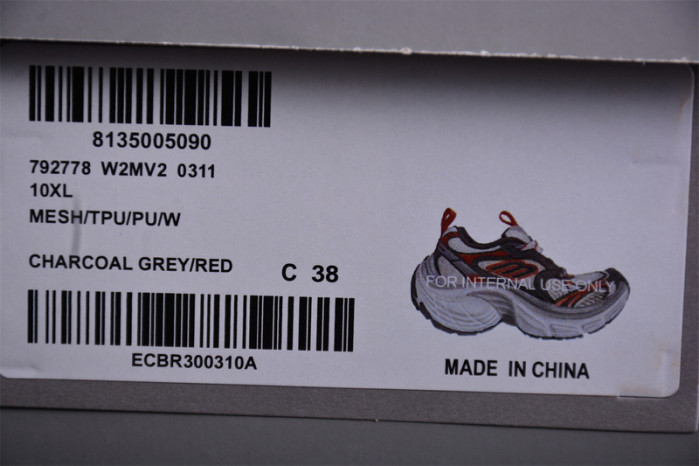 8135005090
792778 W2MV2 0311
10XL
MESH/TPU/PU/W
CHARCOAL GREY/RED C 38
ECBR300310A
FOR INTERNAL USE ONLY
MADE IN CHINA